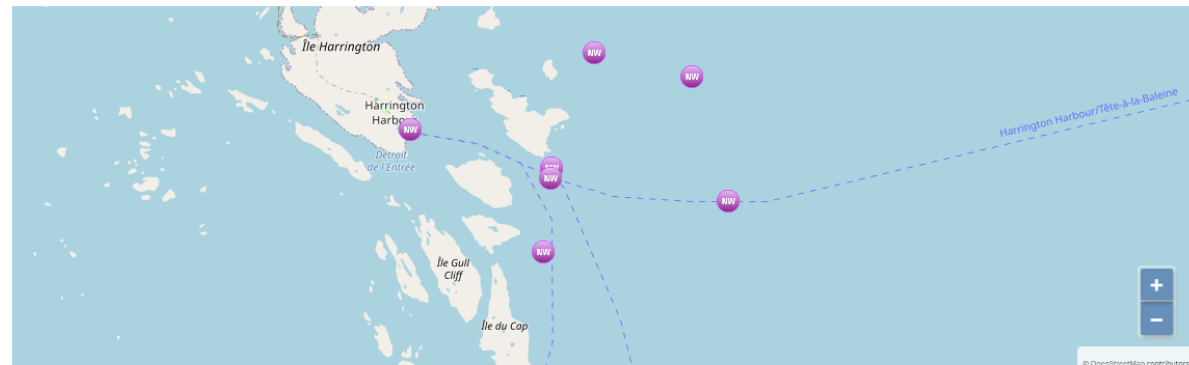 Île Harrington
NW
NW
Harrington
Harbour
NW
Harrington Harbour/Tête-à-la-Baleine
Détroit
de l'Entrée
NW
NW
NW
Île Gull
Cliff
Île du Cap
+
−
© OpenStreetMap contributors